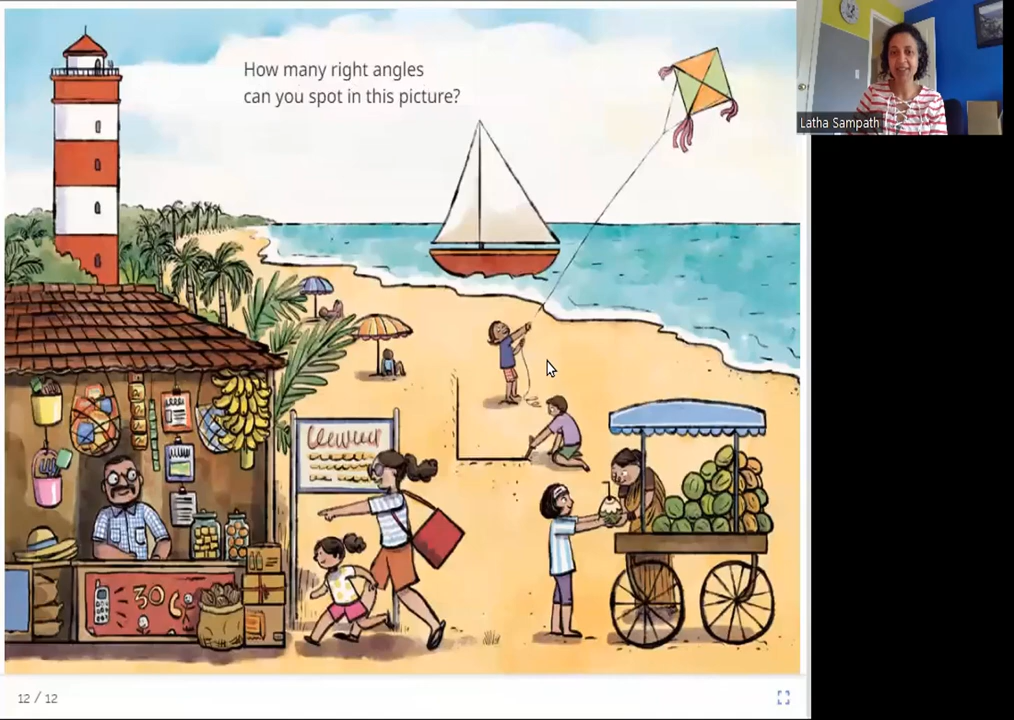 How many right angles
can you spot in this picture?
Latha Sampath
30
12 / 12